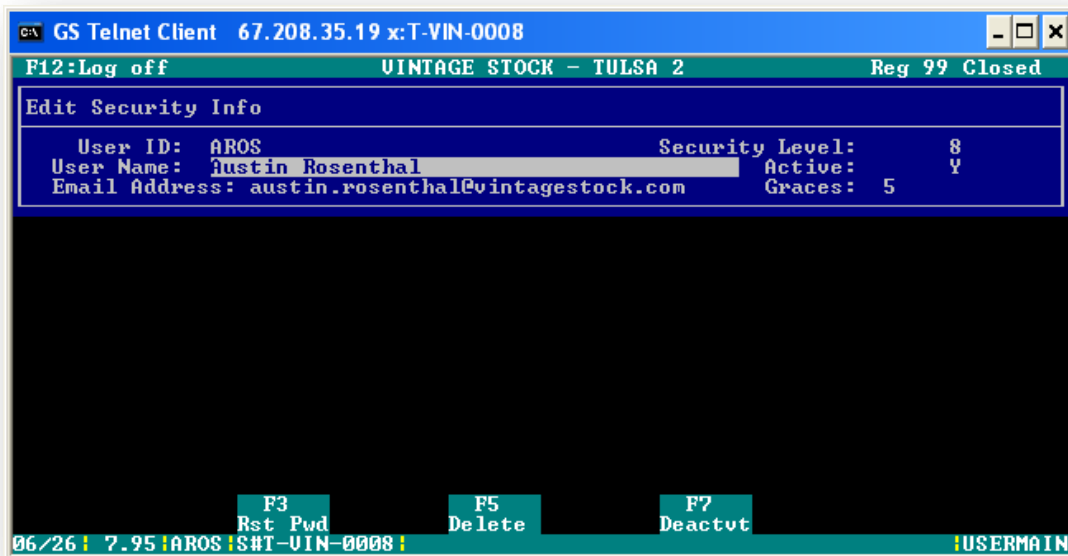 GS Telnet Client 67.208.35.19 x:T-VIN-0008
F12:Log off VINTAGE STOCK - TULSA 2 Reg 99 Closed
Edit Security Info
User ID: AROS Security Level: 8
User Name: Austin Rosenthal Active: Y
Email Address: austin.rosenthal@vintagestock.com Graces: 5
F3 F5 F7
Rst Pwd Delete Deactvt
06/26¦ 7.95¦AROS¦S#T-VIN-0008¦ ¦USERMAIN